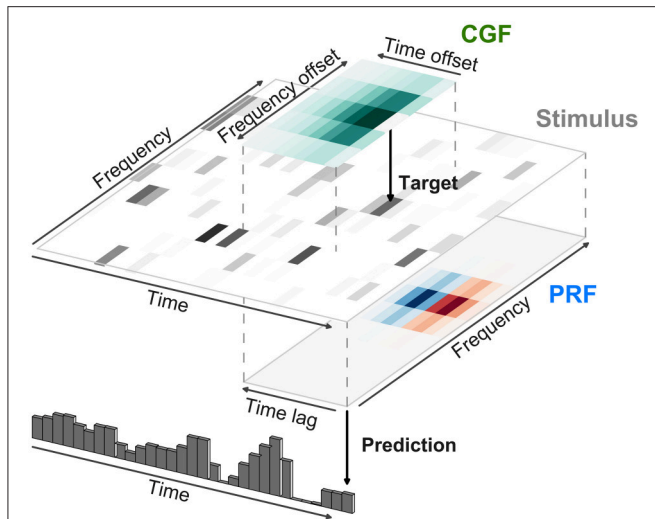 CGF
Time offset
Frequency offset
Stimulus
Frequency
Target
Time
PRF
Frequency
Time lag
Prediction
Time